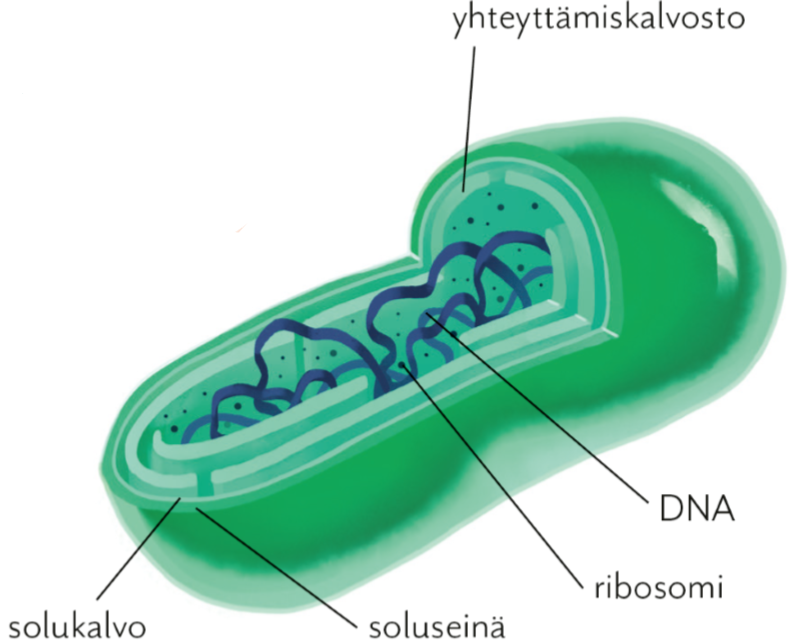 yhteyttämiskalvosto
DNA
ribosomi
solukalvo
soluseinä